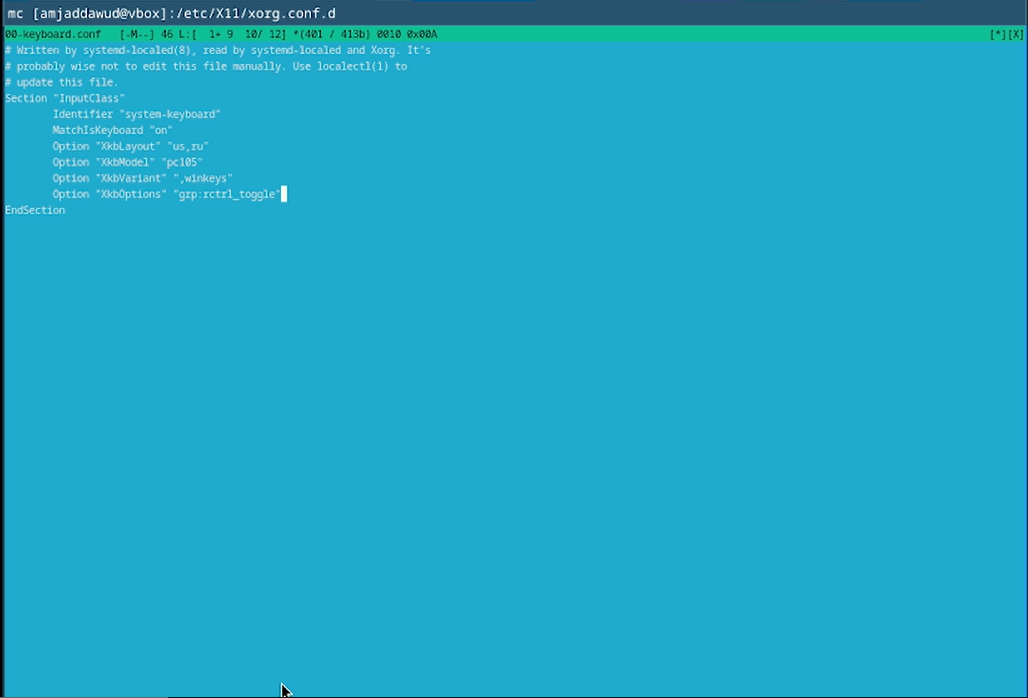 mc [amjaddawud@vbox]:/etc/X11/xorg.conf.d
00-keyboard.conf   [-M--] 46 L:[  1+ 9  10/ 12] *(401 / 413b) 0010 0x00A   [*][X]
# Written by systemd-localed(8), read by systemd-localed and Xorg. It's
# probably wise not to edit this file manually. Use localectl(1) to
# update this file.
Section "InputClass"
        Identifier "system-keyboard"
        MatchIsKeyboard "on"
        Option "XkbLayout" "us,ru"
        Option "XkbModel" "pc105"
        Option "XkbVariant" ",winkeys"
        Option "XkbOptions" "grp:rctrl_toggle"
EndSection